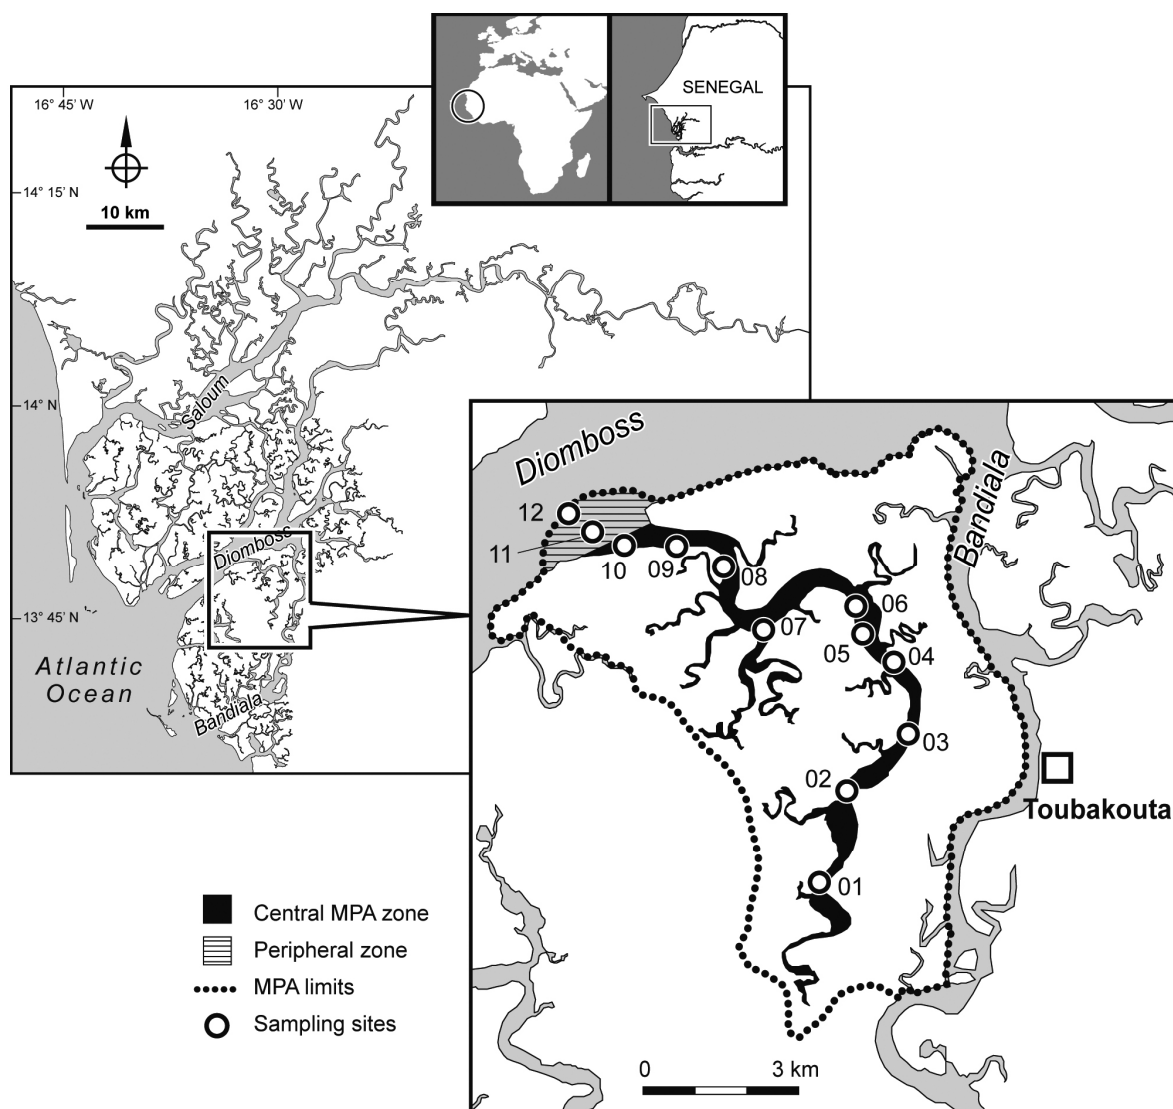 SENEGAL
16° 45' W
16° 30' W
14° 15' N
10 km
14° N
Saloum
Diomboss
13° 45' N
Atlantic
Ocean
Bandiala
Diomboss
Bandiala
12
11
10
09
08
07
06
05
04
03
02
01
Toubakouta
Central MPA zone
Peripheral zone
MPA limits
Sampling sites
0
3 km